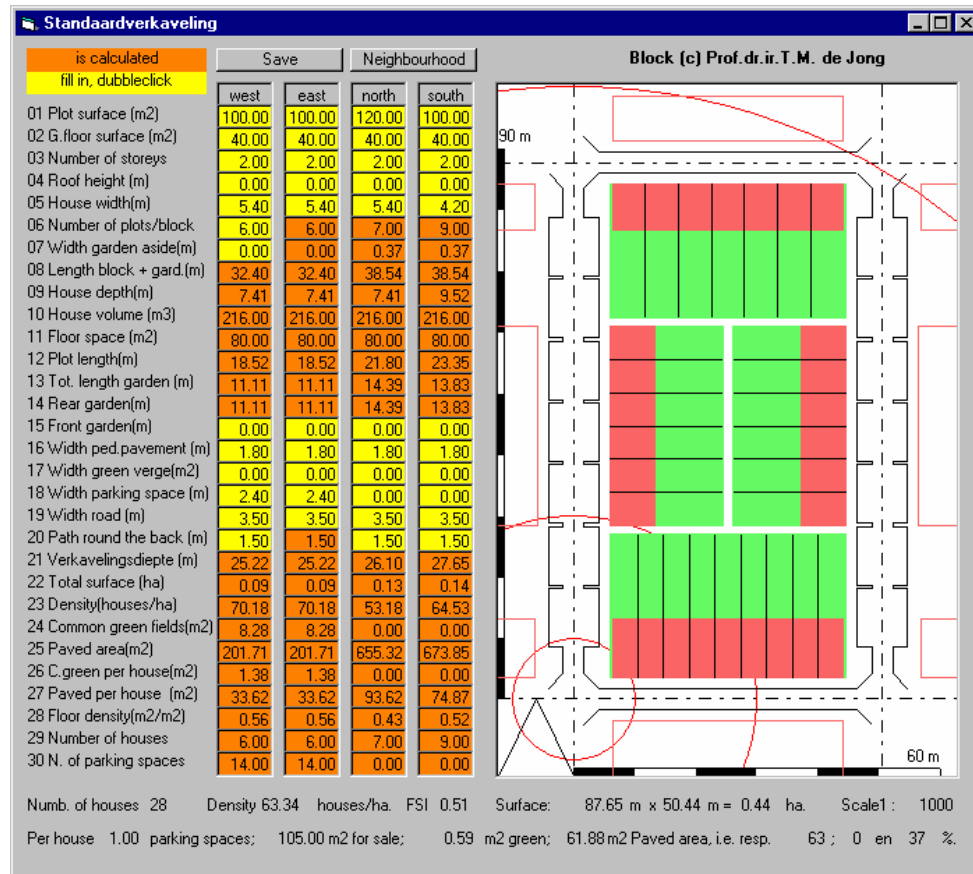 Standaardverkaveling
is calculated
fill in, dubbleclick
Save
Neighbourhood
Block (c) Prof.dr.ir.T.M. de Jong
west east north south
01 Plot surface (m2) 100.00 100.00 120.00 100.00
02 G.floor surface (m2) 40.00 40.00 40.00 40.00
03 Number of storeys 2.00 2.00 2.00 2.00
04 Roof height (m) 0.00 0.00 0.00 0.00
05 House width(m) 5.40 5.40 5.40 4.20
06 Number of plots/block 6.00 6.00 7.00 9.00
07 Width garden aside(m) 0.00 0.00 0.37 0.37
08 Length block + gard.(m) 32.40 32.40 38.54 38.54
09 House depth(m) 7.41 7.41 7.41 9.52
10 House volume (m3) 216.00 216.00 216.00 216.00
11 Floor space (m2) 80.00 80.00 80.00 80.00
12 Plot length(m) 18.52 18.52 21.80 23.35
13 Tot. length garden (m) 11.11 11.11 14.39 13.83
14 Rear garden(m) 11.11 11.11 14.39 13.83
15 Front garden(m) 0.00 0.00 0.00 0.00
16 Width ped.pavement (m) 1.80 1.80 1.80 1.80
17 Width green verge(m2) 0.00 0.00 0.00 0.00
18 Width parking space (m) 2.40 2.40 0.00 0.00
19 Width road (m) 3.50 3.50 3.50 3.50
20 Path round the back (m) 1.50 1.50 1.50 1.50
21 Verkavelingsdiepte (m) 25.22 25.22 26.10 27.65
22 Total surface (ha) 0.09 0.09 0.13 0.14
23 Density(houses/ha) 70.18 70.18 53.18 64.53
24 Common green fields(m2) 8.28 8.28 0.00 0.00
25 Paved area(m2) 201.71 201.71 655.32 673.85
26 C.green per house(m2) 1.38 1.38 0.00 0.00
27 Paved per house (m2) 33.62 33.62 93.62 74.87
28 Floor density(m2/m2) 0.56 0.56 0.43 0.52
29 Number of houses 6.00 6.00 7.00 9.00
30 N. of parking spaces 14.00 14.00 0.00 0.00
90 m
60 m
Numb. of houses 28 Density 63.34 houses/ha. FSI 0.51 Surface: 87.65 m x 50.44 m = 0.44 ha. Scale1 : 1000
Per house 1.00 parking spaces; 105.00 m2 for sale; 0.59 m2 green; 61.88 m2 Paved area, i.e. resp. 63 ; 0 en 37 %.